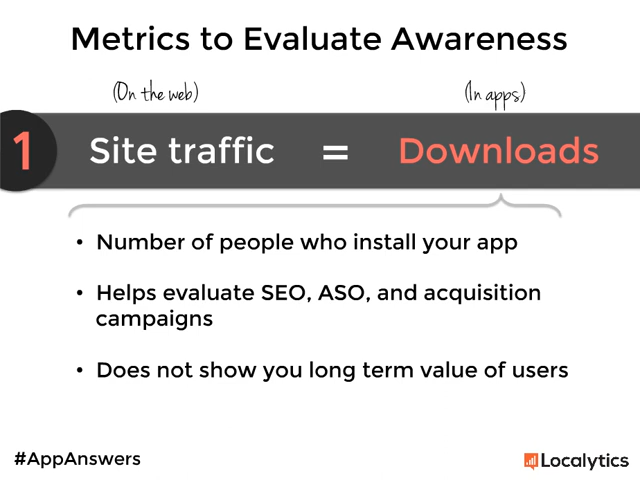 Metrics to Evaluate Awareness
(On the web) (In apps)
1 Site traffic = Downloads
• Number of people who install your app
• Helps evaluate SEO, ASO, and acquisition
campaigns
• Does not show you long term value of users
#AppAnswers Localytics